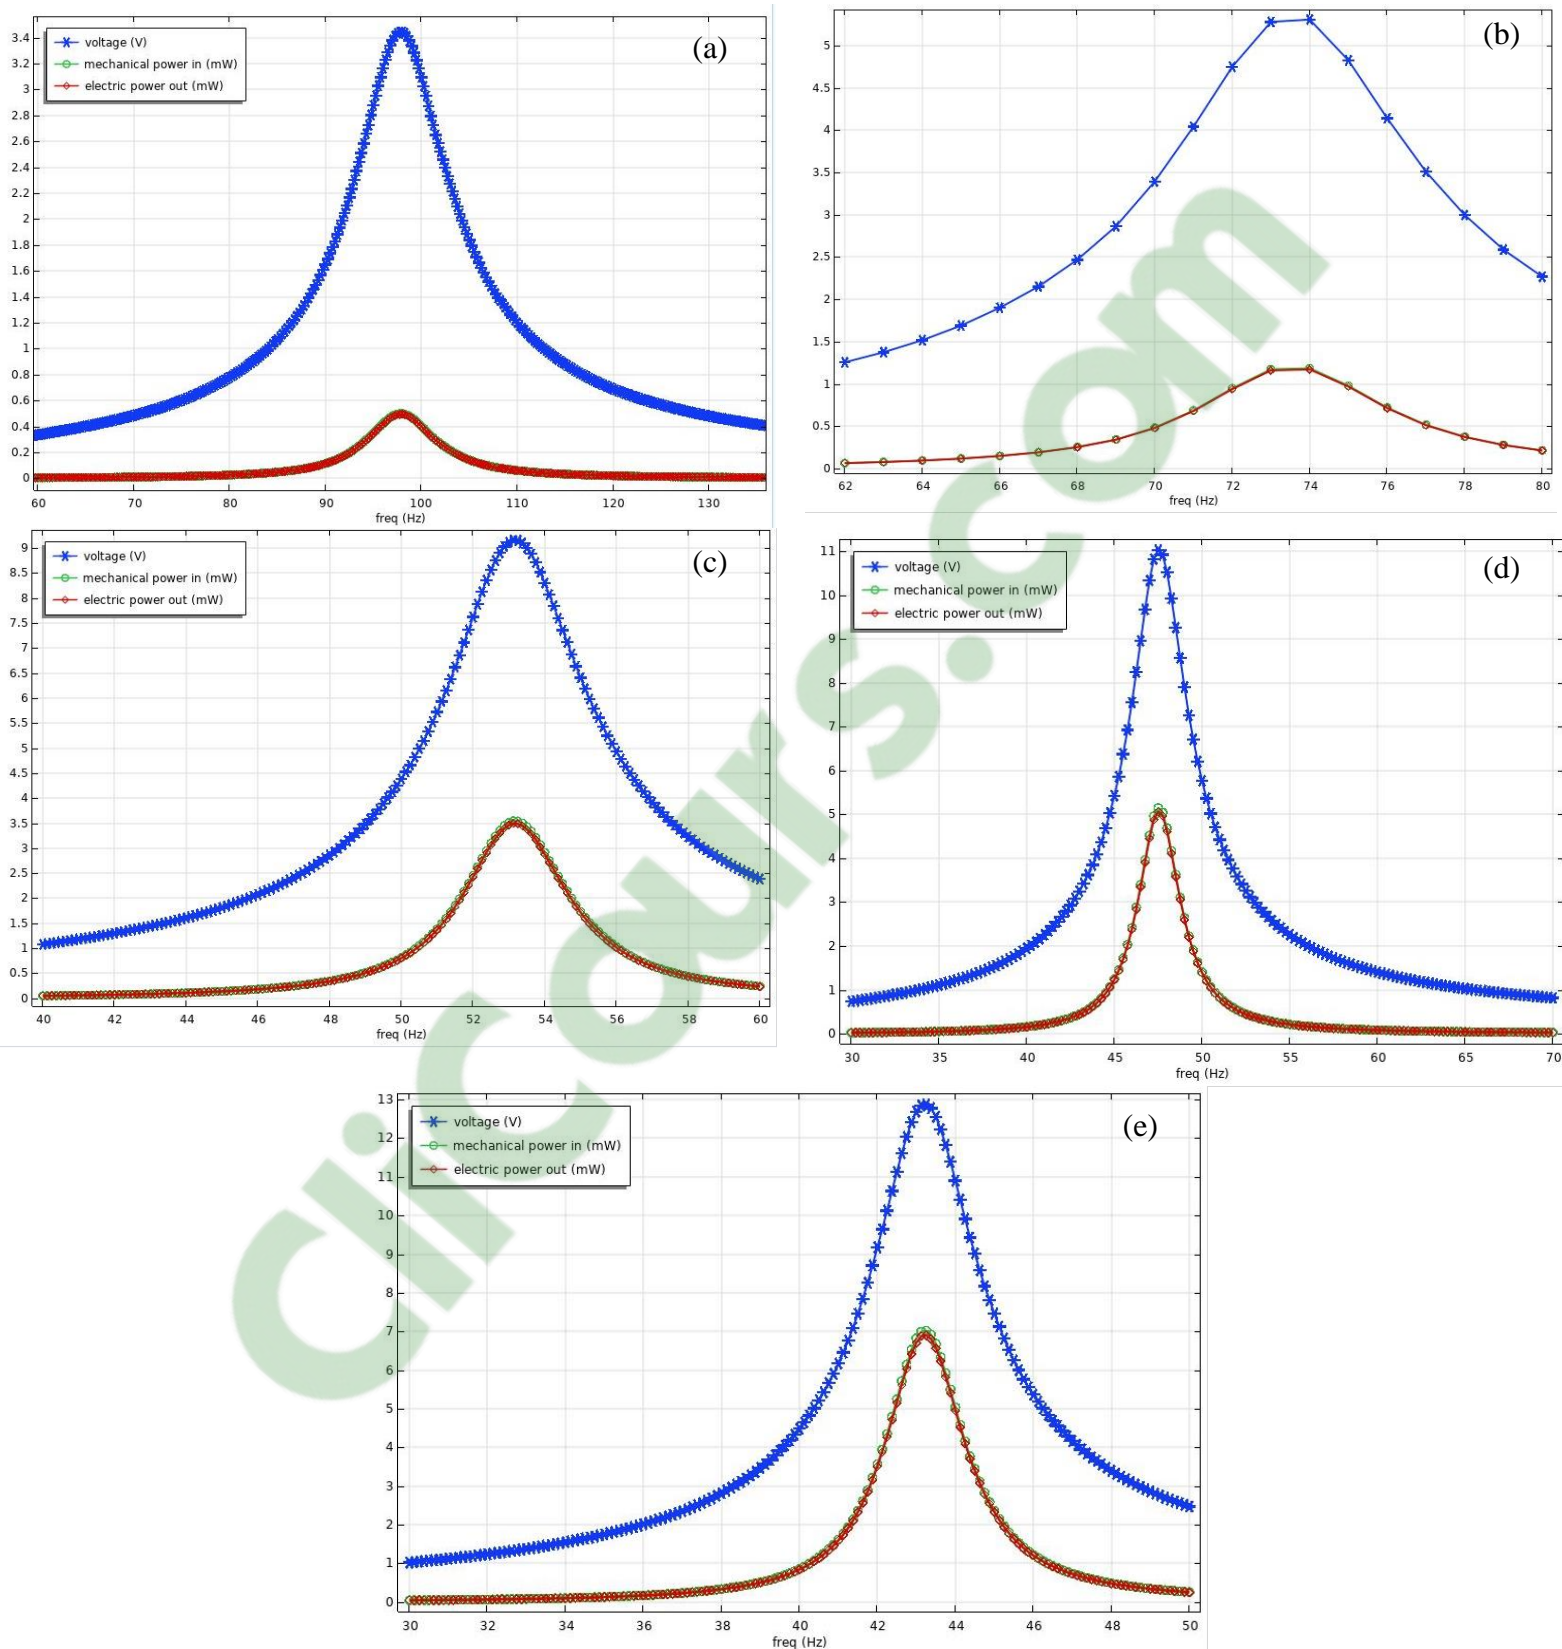 (a)
voltage (V)
mechanical power in (mW)
electric power out (mW)
3.4
3.2
3
2.8
2.6
2.4
2.2
2
1.8
1.6
1.4
1.2
1
0.8
0.6
0.4
0.2
0
60 70 80 90 100 110 120 130
freq (Hz)
(b)
5
4.5
4
3.5
3
2.5
2
1.5
1
0.5
0
62 64 66 68 70 72 74 76 78 80
freq (Hz)
(c)
voltage (V)
mechanical power in (mW)
electric power out (mW)
9
8.5
8
7.5
7
6.5
6
5.5
5
4.5
4
3.5
3
2.5
2
1.5
1
0.5
0
40 42 44 46 48 50 52 54 56 58 60
freq (Hz)
(d)
voltage (V)
mechanical power in (mW)
electric power out (mW)
11
10
9
8
7
6
5
4
3
2
1
0
30 35 40 45 50 55 60 65 70
freq (Hz)
(e)
voltage (V)
mechanical power in (mW)
electric power out (mW)
13
12
11
10
9
8
7
6
5
4
3
2
1
0
30 32 34 36 38 40 42 44 46 48 50
freq (Hz)
Clicours.com